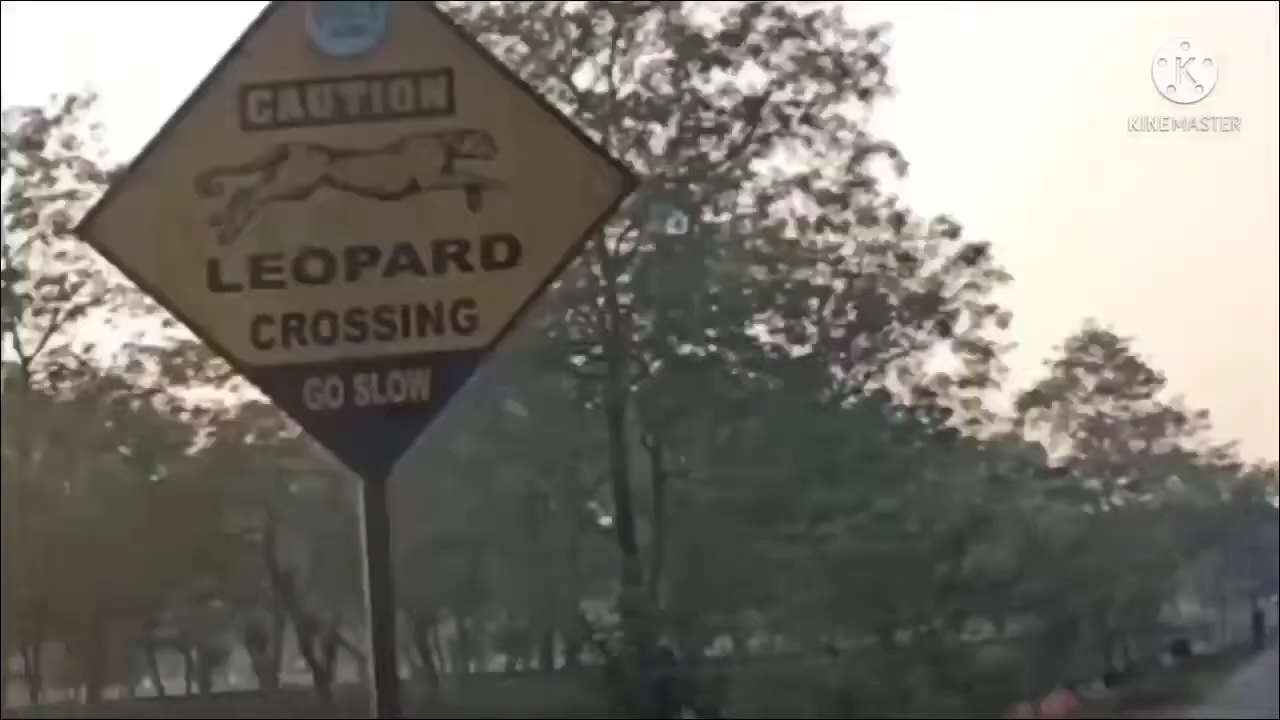 CAUTION
LEOPARD
CROSSING
GO SLOW
K
KINEMASTER